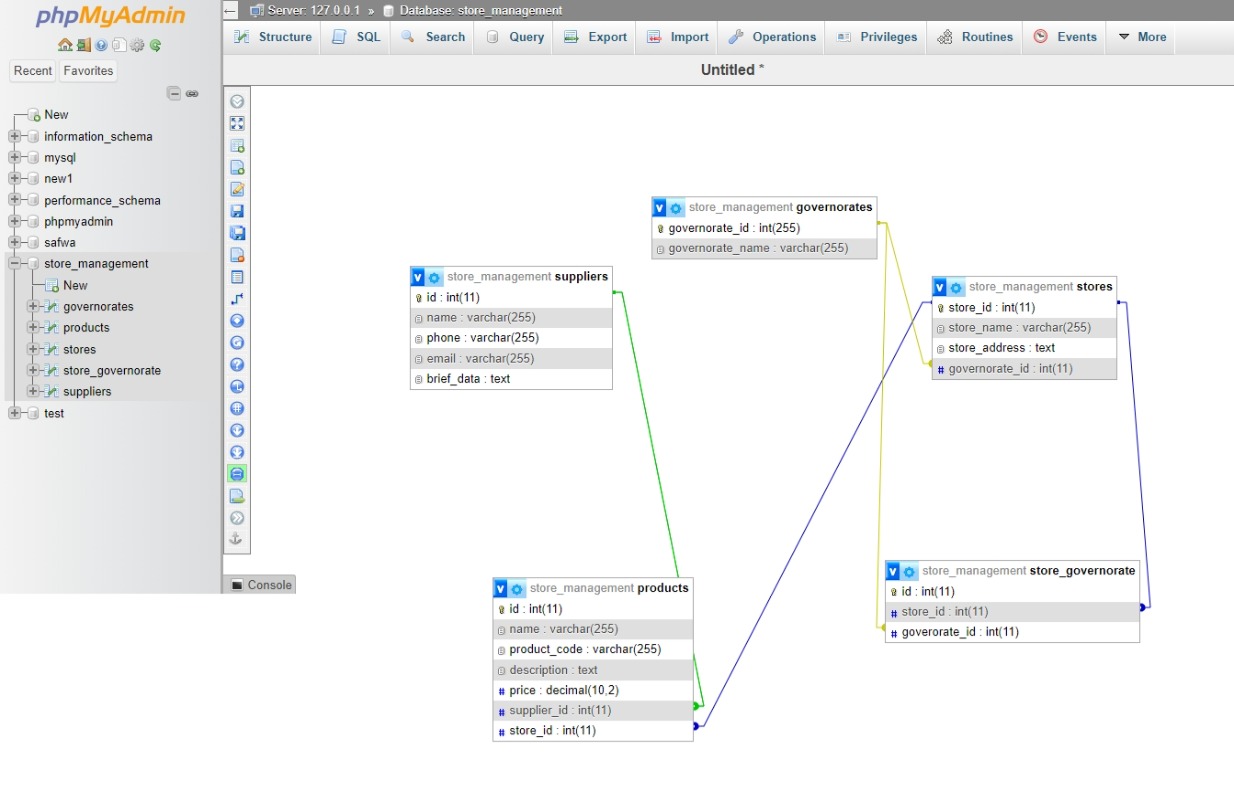 phpMyAdmin
Recent Favorites
New
information_schema
mysql
new1
performance_schema
phpmyadmin
safwa
store_management
New
governorates
products
stores
store_governorate
suppliers
test
Server: 127.0.0.1 » Database: store_management
Structure SQL Search Query Export Import Operations Privileges Routines Events More
Untitled *
v store_management governorates
governorate_id : int(255)
governorate_name : varchar(255)
v store_management suppliers
id : int(11)
name : varchar(255)
phone : varchar(255)
email : varchar(255)
brief_data : text
v store_management stores
store_id : int(11)
store_name : varchar(255)
store_address : text
# governorate_id : int(11)
v store_management products
id : int(11)
name : varchar(255)
product_code : varchar(255)
description : text
# price : decimal(10,2)
# supplier_id : int(11)
# store_id : int(11)
v store_management store_governorate
id : int(11)
# store_id : int(11)
# goverorate_id : int(11)
Console